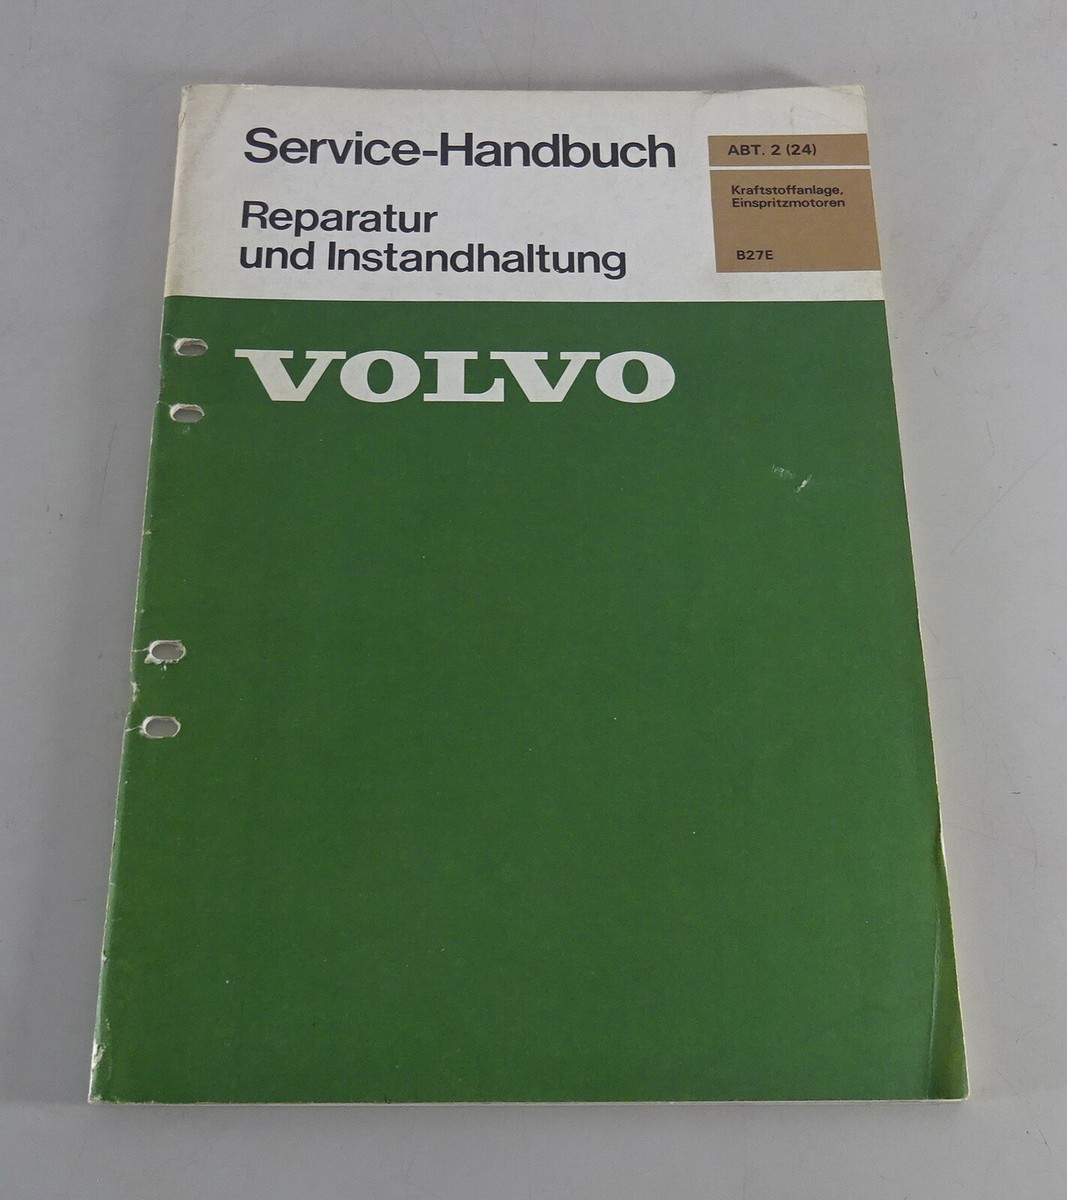 Service-Handbuch
Reparatur
und Instandhaltung
ABT. 2 (24)
Kraftstoffanlage,
Einspritzmotoren
B27E
VOLVO